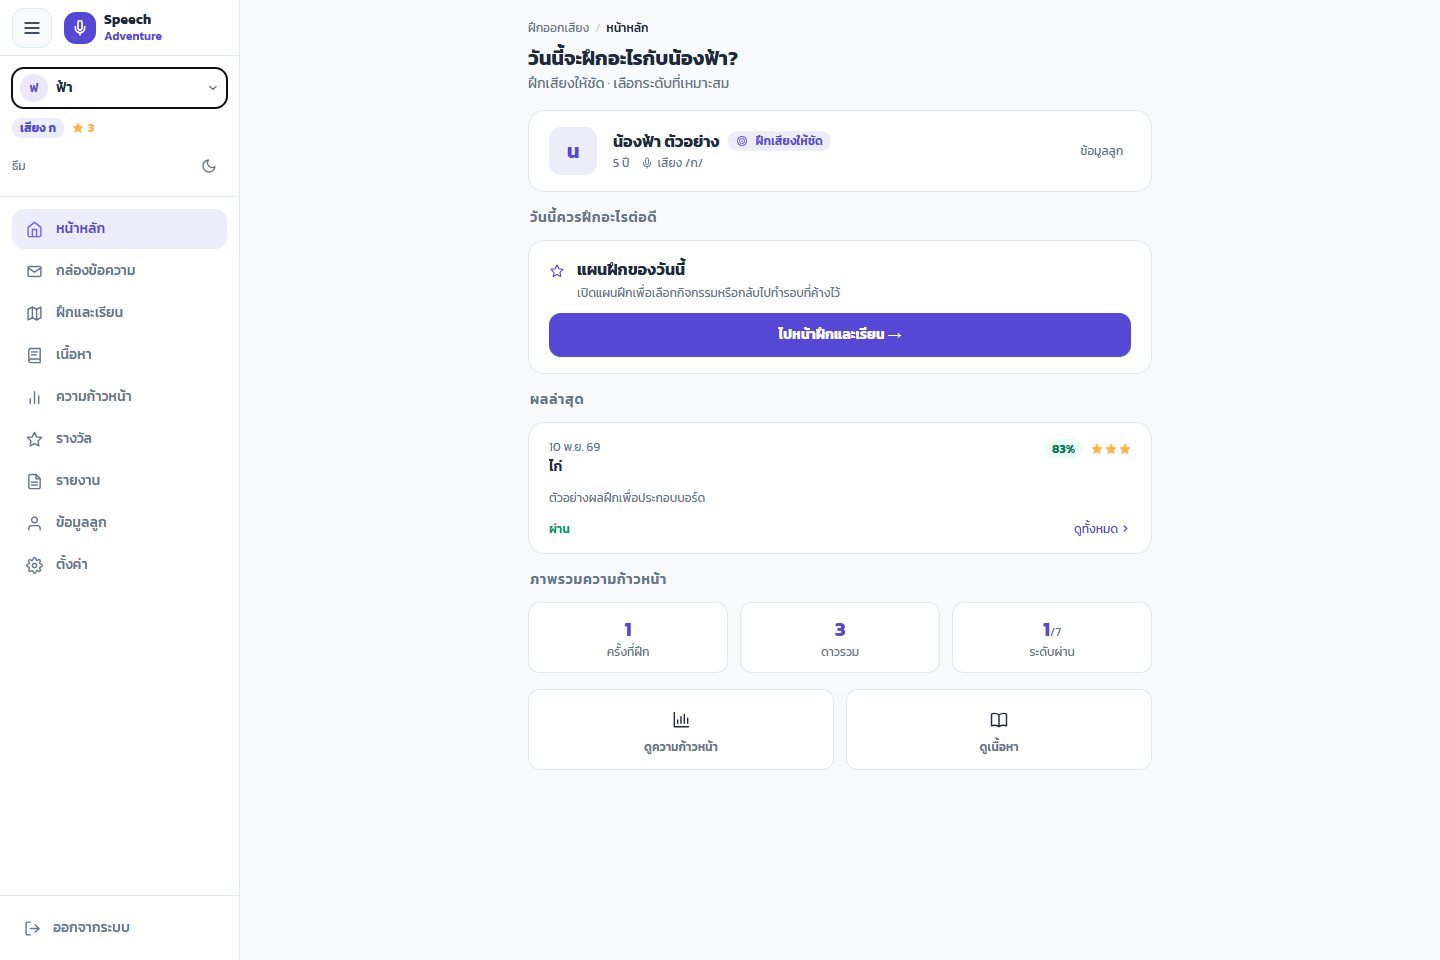 Speech
Adventure
ฟ ฟ้า
เสียง ก 3
ธีม
หน้าหลัก
กล่องข้อความ
ฝึกและเรียน
เนื้อหา
ความก้าวหน้า
รางวัล
รายงาน
ข้อมูลลูก
ตั้งค่า
ออกจากระบบ
ฝึกออกเสียง / หน้าหลัก
วันนี้จะฝึกอะไรกับน้องฟ้า?
ฝึกเสียงให้ชัด · เลือกระดับที่เหมาะสม
น
น้องฟ้า ตัวอย่าง ฝึกเสียงให้ชัด
5 ปี เสียง /ก/
ข้อมูลลูก
วันนี้ควรฝึกอะไรต่อดี
แผนฝึกของวันนี้
เปิดแผนฝึกเพื่อเลือกกิจกรรมหรือกลับไปทำรอบที่ค้างไว้
ไปหน้าฝึกและเรียน →
ผลล่าสุด
10 พ.ย. 69
83%
ไก่
ตัวอย่างผลฝึกเพื่อประกอบบอร์ด
ผ่าน
ดูทั้งหมด
ภาพรวมความก้าวหน้า
1
ครั้งที่ฝึก
3
ดาวรวม
1/7
ระดับผ่าน
ดูความก้าวหน้า
ดูเนื้อหา